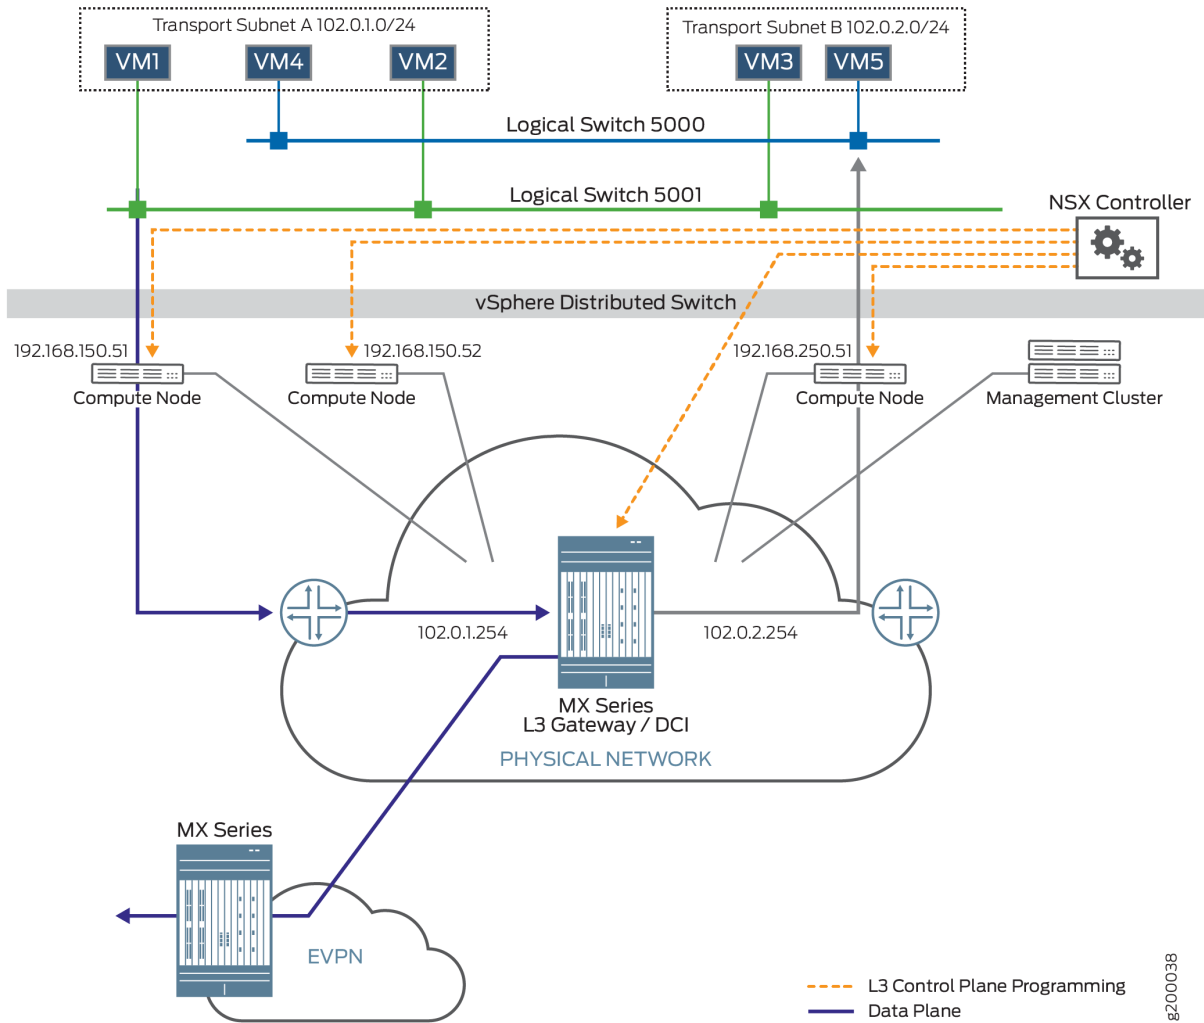 Transport Subnet A 102.0.1.0/24
Transport Subnet B 102.0.2.0/24
VM1
VM4
VM2
VM3
VM5
Logical Switch 5000
Logical Switch 5001
NSX Controller
vSphere Distributed Switch
192.168.150.51
192.168.150.52
192.168.250.51
Compute Node
Compute Node
Compute Node
Management Cluster
102.0.1.254
102.0.2.254
MX Series
L3 Gateway / DCI
PHYSICAL NETWORK
MX Series
EVPN
L3 Control Plane Programming
Data Plane
g200038